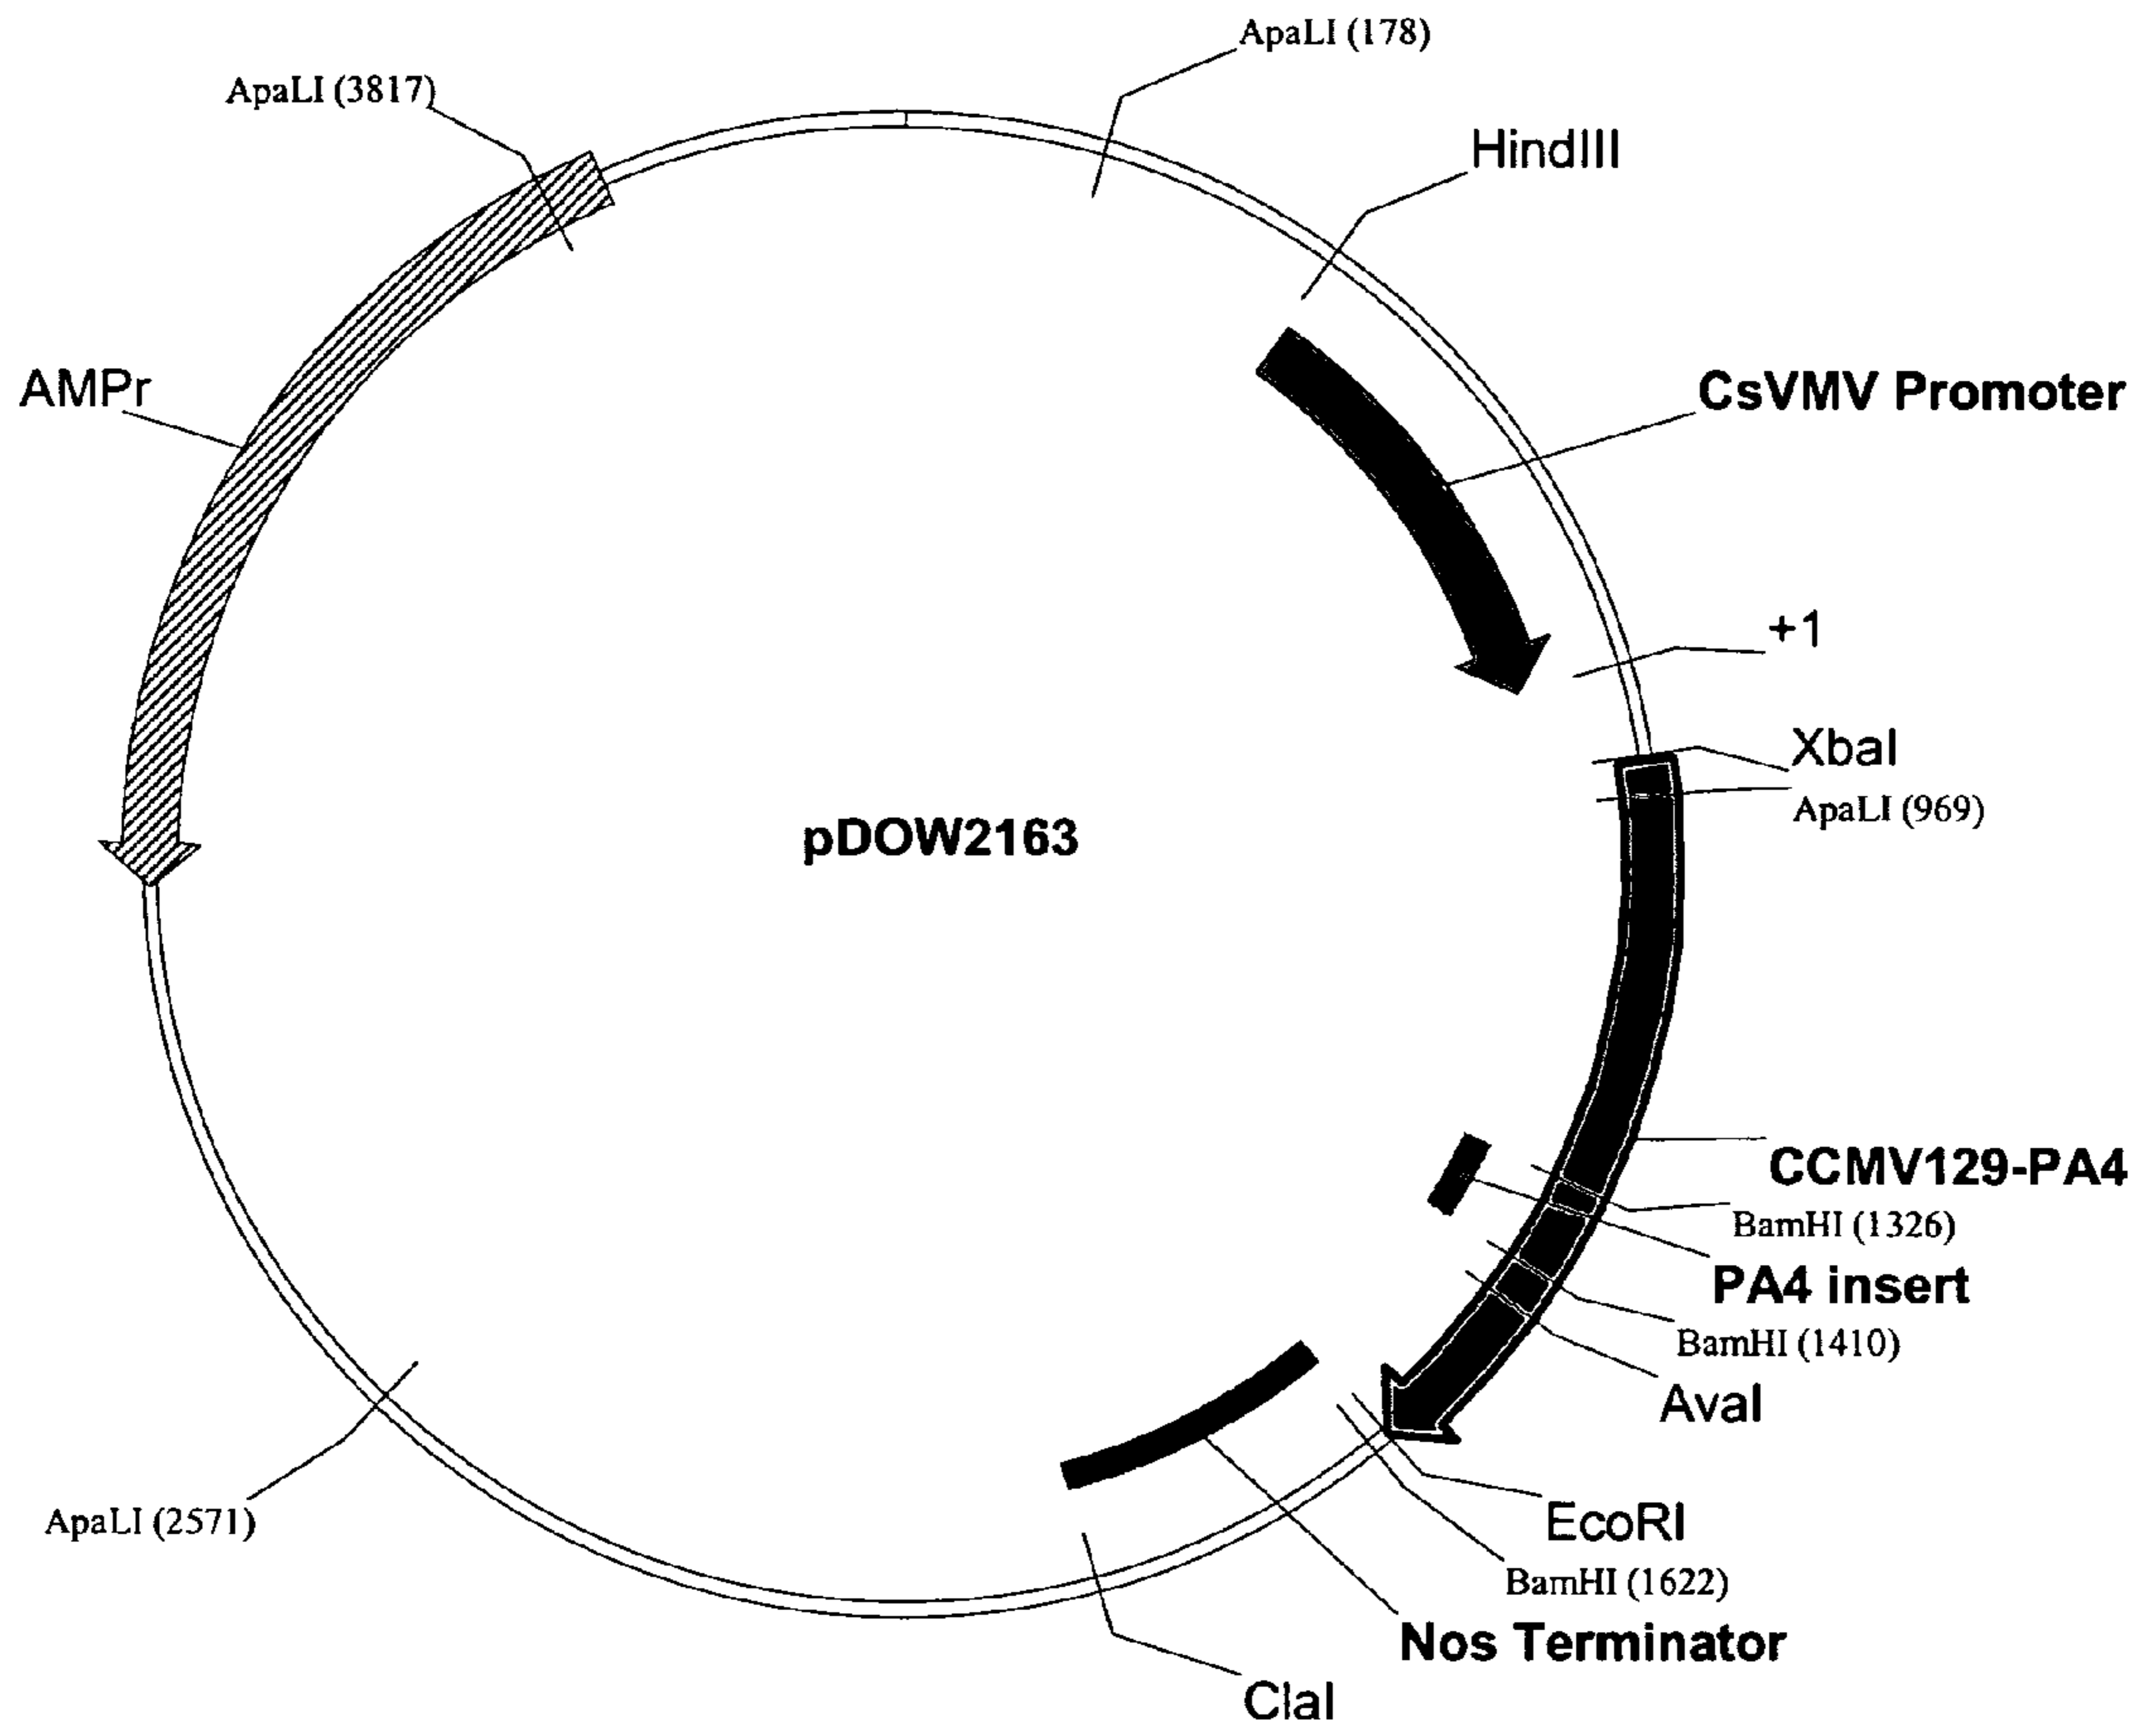 ApaLI (178)
ApaLI (3817)
HindIII
AMPr
CsVMV Promoter
+1
XbaI
ApaLI (969)
pDOW2163
CCMV129-PA4
BamHI (1326)
PA4 insert
BamHI (1410)
AvaI
ApaLI (2571)
EcoRI
BamHI (1622)
Nos Terminator
ClaI